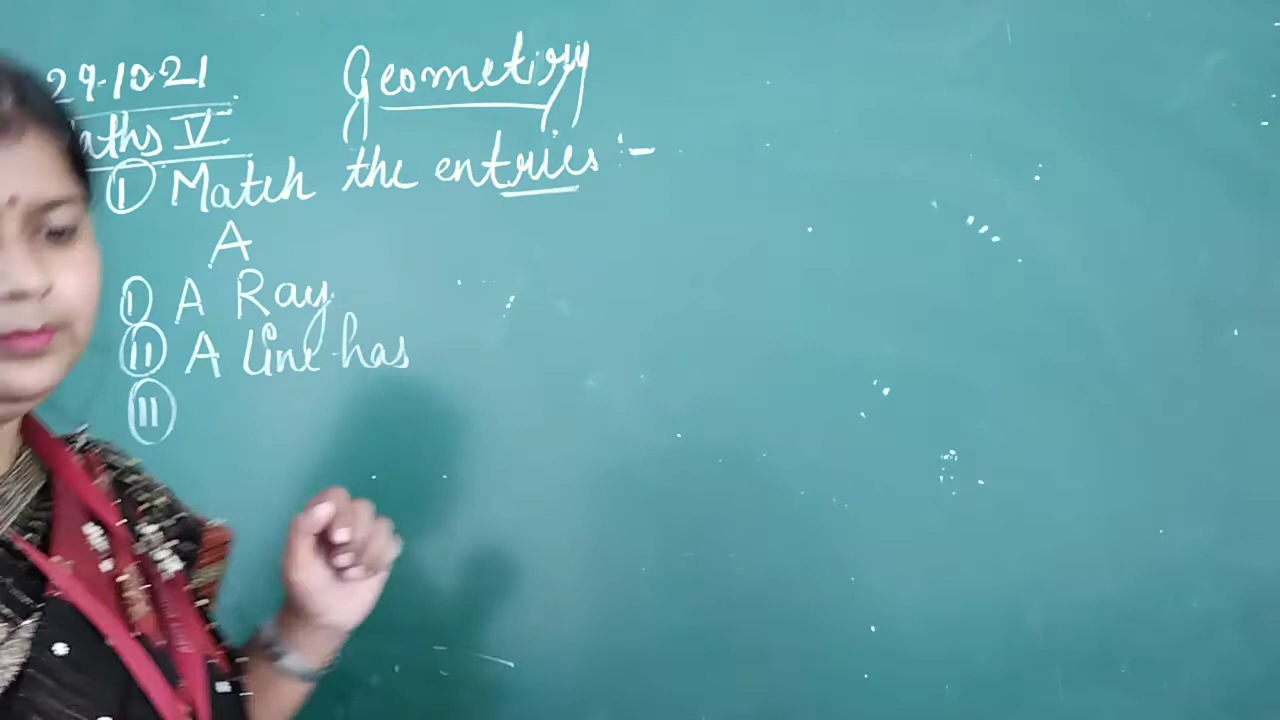 29.10.21
Geometry
aths V
① Match the entries :-
A
① A Ray
⑪ A line has
⑪